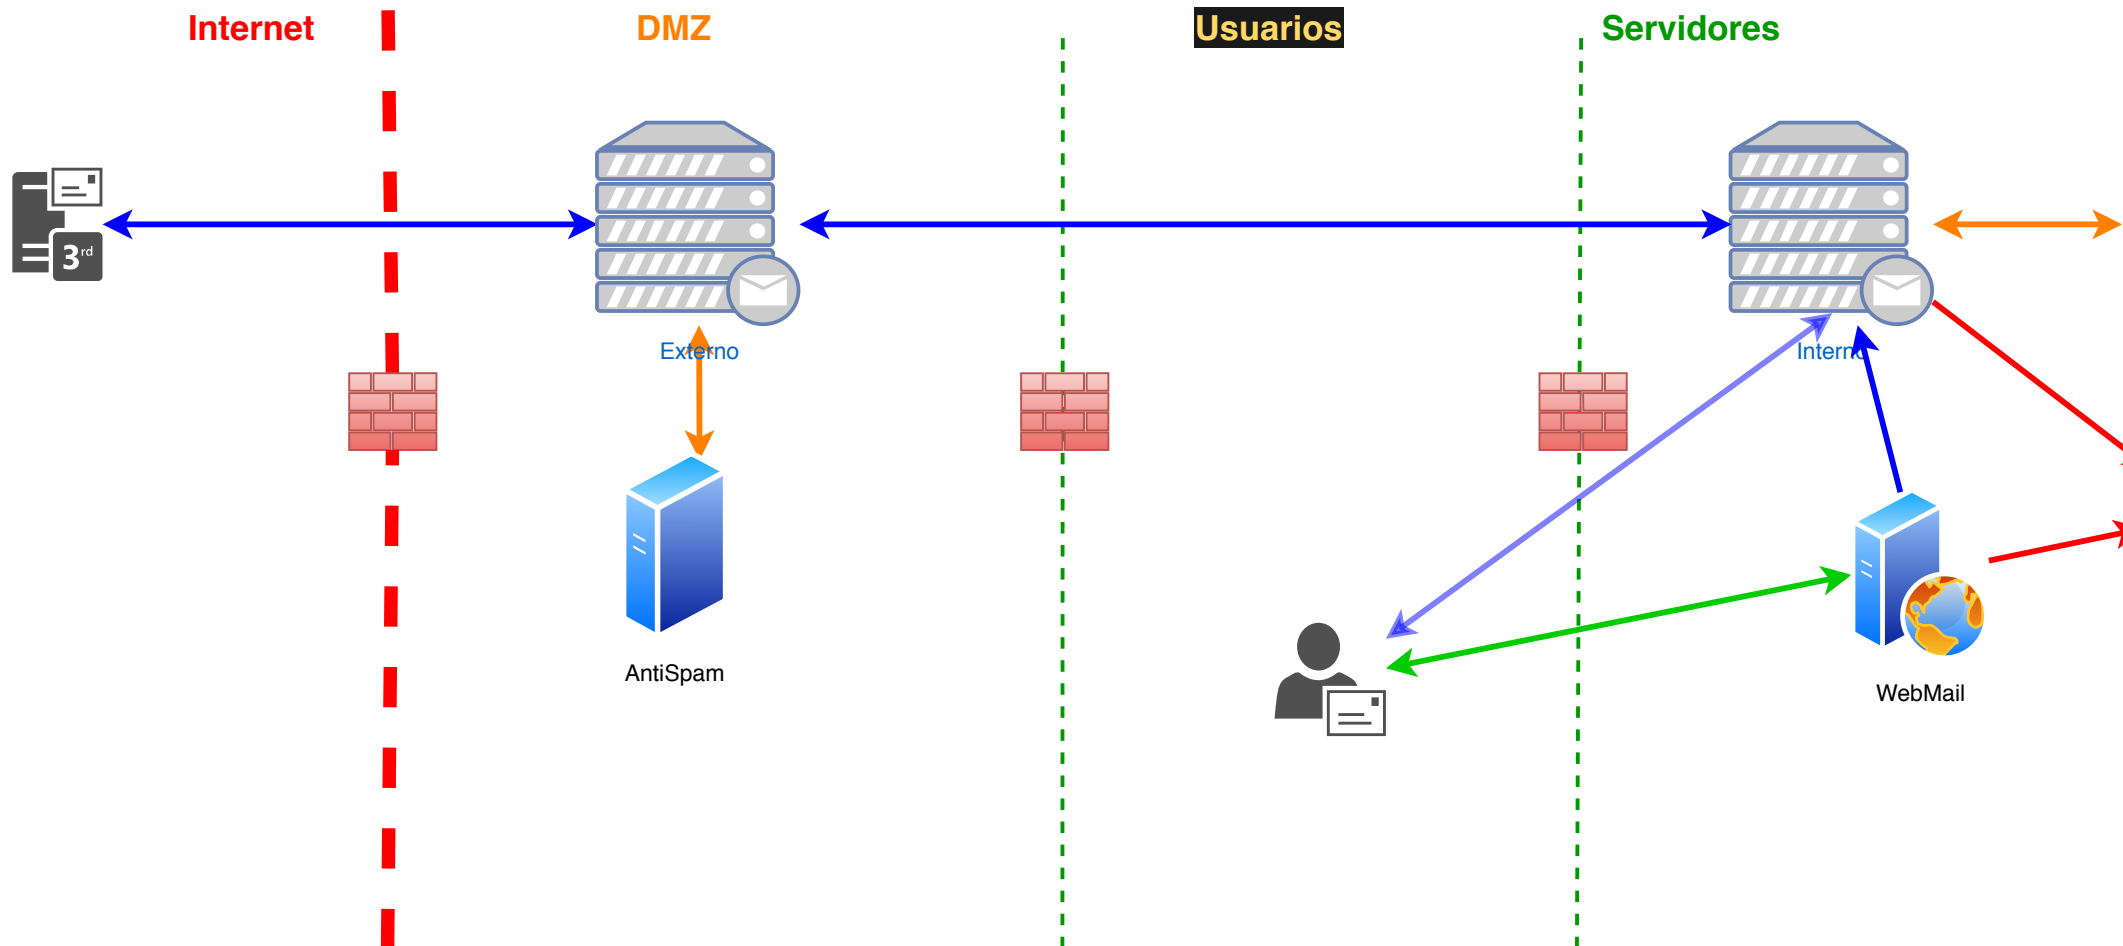 Internet
DMZ
Usuarios
Servidores
3rd
Externo
Interno
AntiSpam
WebMail